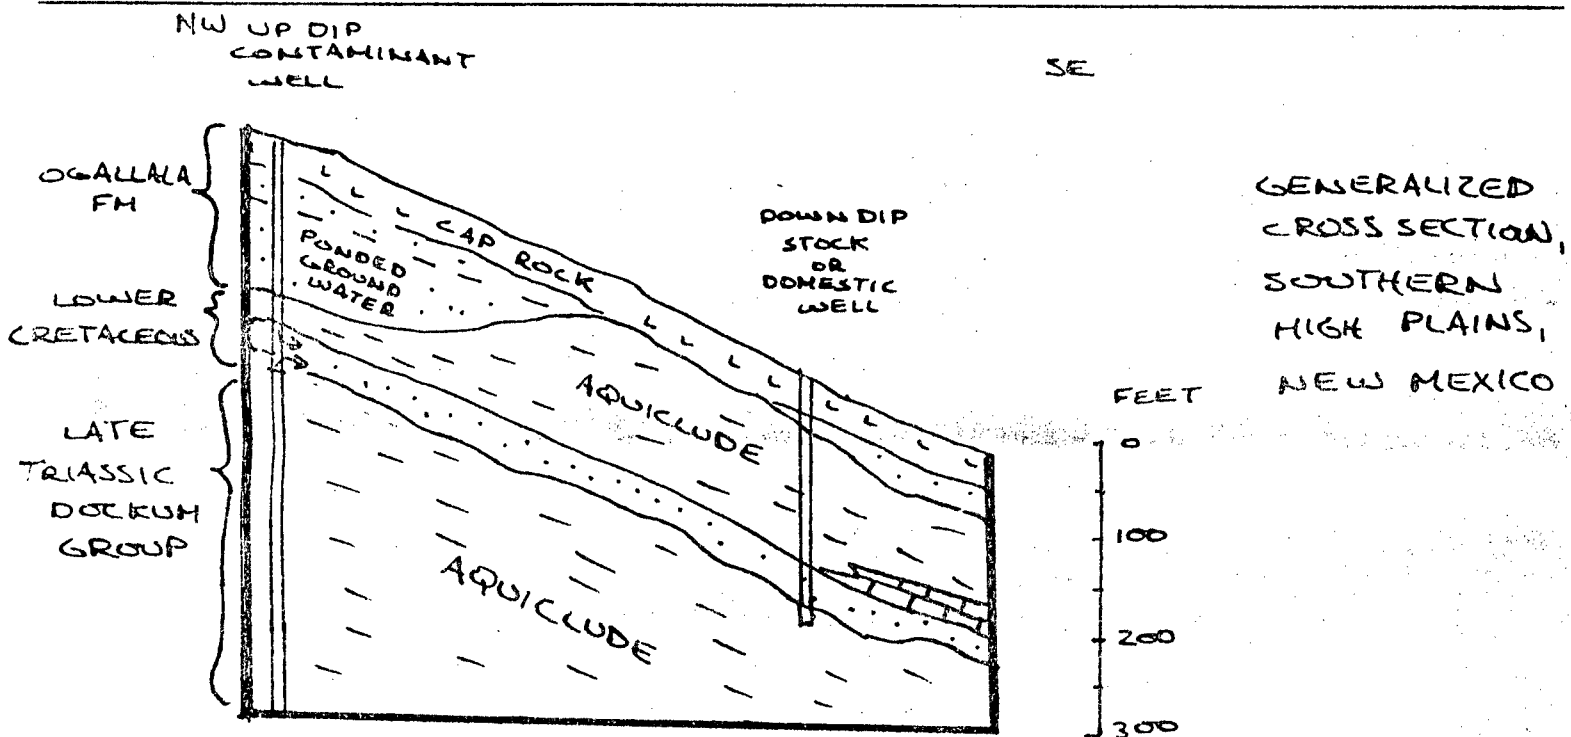 NW UP DIP
CONTAMINANT
WELL
SE
OGALLALA
FM
LOWER
CRETACEOUS
LATE
TRIASSIC
DOCKUM
GROUP
CAP ROCK
PONDED
GROUND
WATER
AQUICLUDE
AQUICLUDE
DOWN DIP
STOCK
OR
DOMESTIC
WELL
GENERALIZED
CROSS SECTION,
SOUTHERN
HIGH PLAINS,
NEW MEXICO
FEET
0
100
200
300